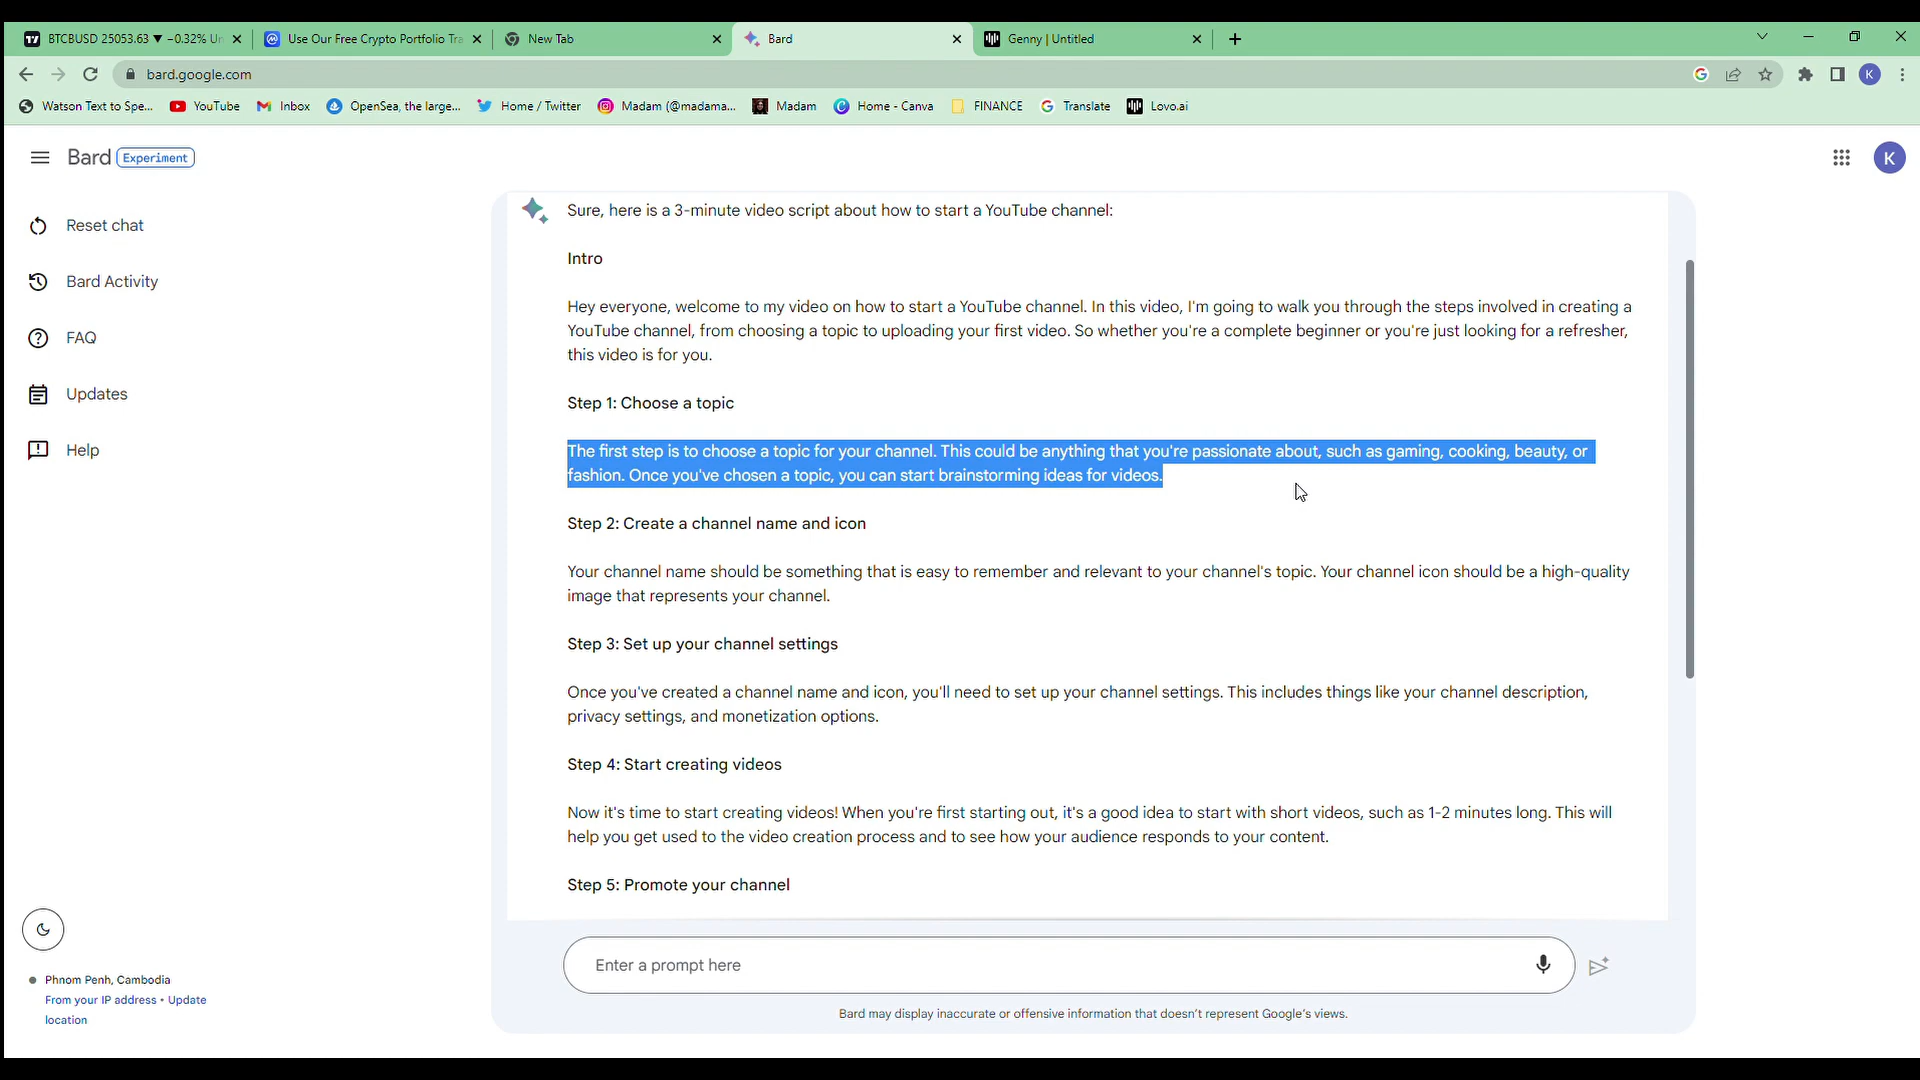 BTCBUSD 25053.63 ▼ −0.32% Un
Use Our Free Crypto Portfolio Tra
New Tab
Bard
Genny | Untitled
bard.google.com
K
Watson Text to Spe...
YouTube
Inbox
OpenSea, the large...
Home / Twitter
Madam (@madama...
Madam
Home - Canva
FINANCE
Translate
Lovo.ai
Bard
Experiment
K
Reset chat
Bard Activity
FAQ
Updates
Help
Sure, here is a 3-minute video script about how to start a YouTube channel:
Intro
Hey everyone, welcome to my video on how to start a YouTube channel. In this video, I'm going to walk you through the steps involved in creating a
YouTube channel, from choosing a topic to uploading your first video. So whether you're a complete beginner or you're just looking for a refresher,
this video is for you.
Step 1: Choose a topic
The first step is to choose a topic for your channel. This could be anything that you're passionate about, such as gaming, cooking, beauty, or
fashion. Once you've chosen a topic, you can start brainstorming ideas for videos.
Step 2: Create a channel name and icon
Your channel name should be something that is easy to remember and relevant to your channel's topic. Your channel icon should be a high-quality
image that represents your channel.
Step 3: Set up your channel settings
Once you've created a channel name and icon, you'll need to set up your channel settings. This includes things like your channel description,
privacy settings, and monetization options.
Step 4: Start creating videos
Now it's time to start creating videos! When you're first starting out, it's a good idea to start with short videos, such as 1-2 minutes long. This will
help you get used to the video creation process and to see how your audience responds to your content.
Step 5: Promote your channel
Enter a prompt here
Bard may display inaccurate or offensive information that doesn't represent Google's views.
Phnom Penh, Cambodia
From your IP address • Update
location